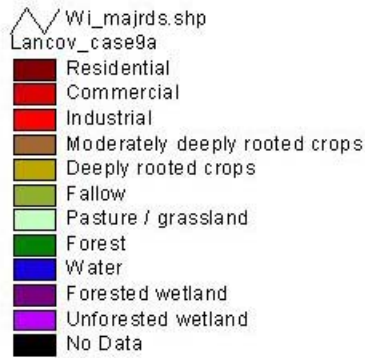 Wi_majrds.shp
Lancov_case9a
Residential
Commercial
Industrial
Moderately deeply rooted crops
Deeply rooted crops
Fallow
Pasture / grassland
Forest
Water
Forested wetland
Unforested wetland
No Data